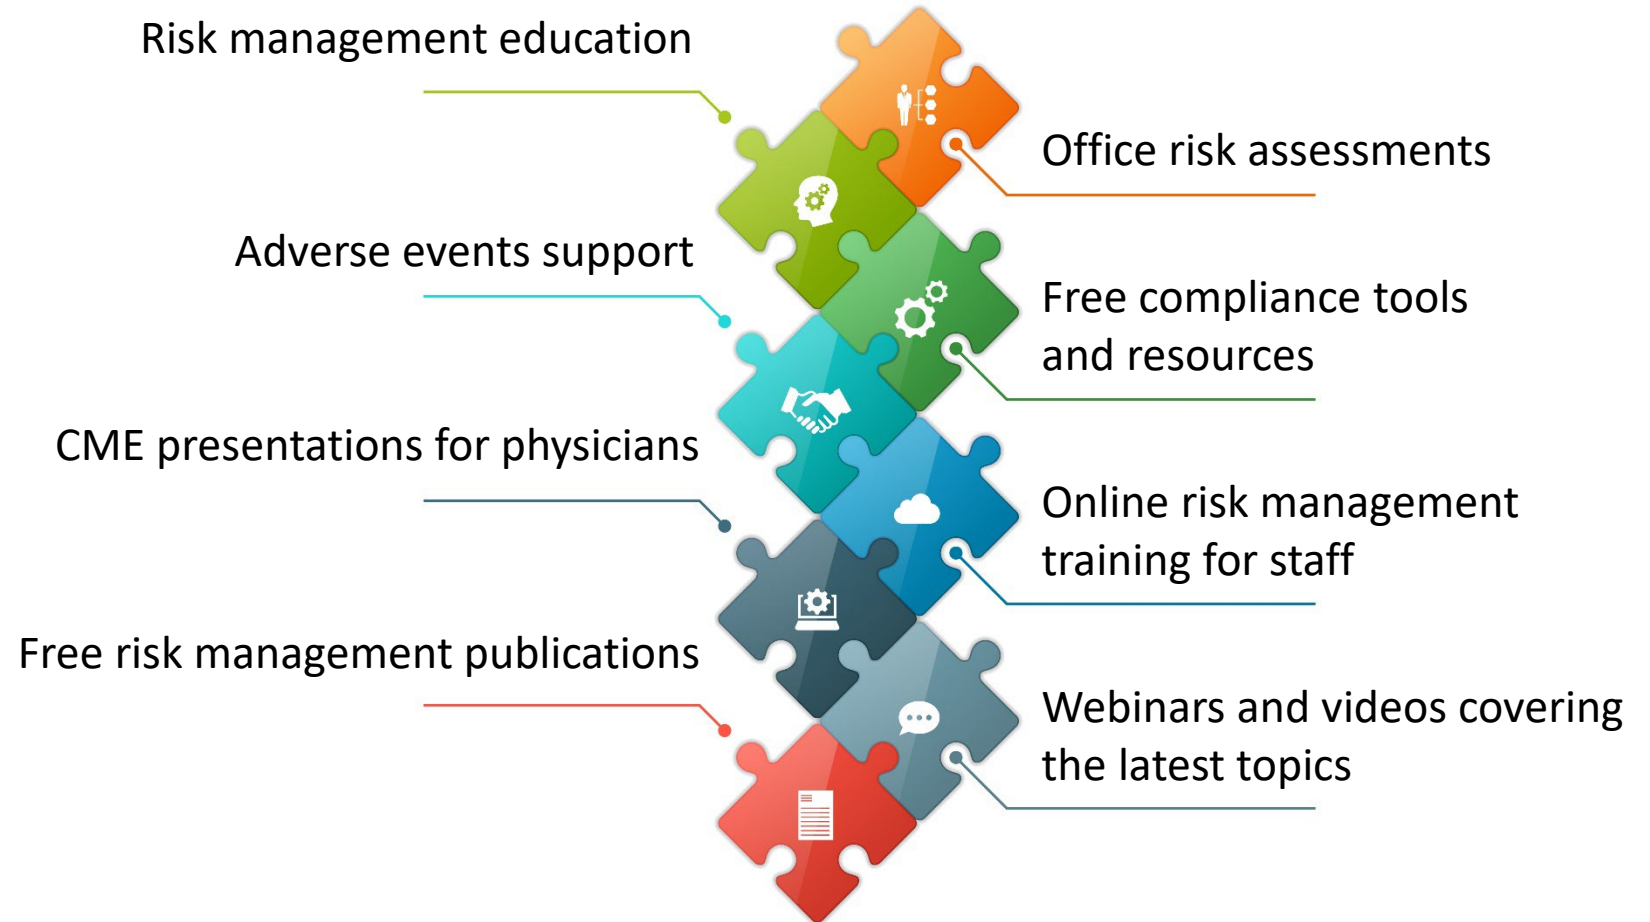 Risk management education
Office risk assessments
Adverse events support
Free compliance tools
and resources
CME presentations for physicians
Online risk management
training for staff
Free risk management publications
Webinars and videos covering
the latest topics